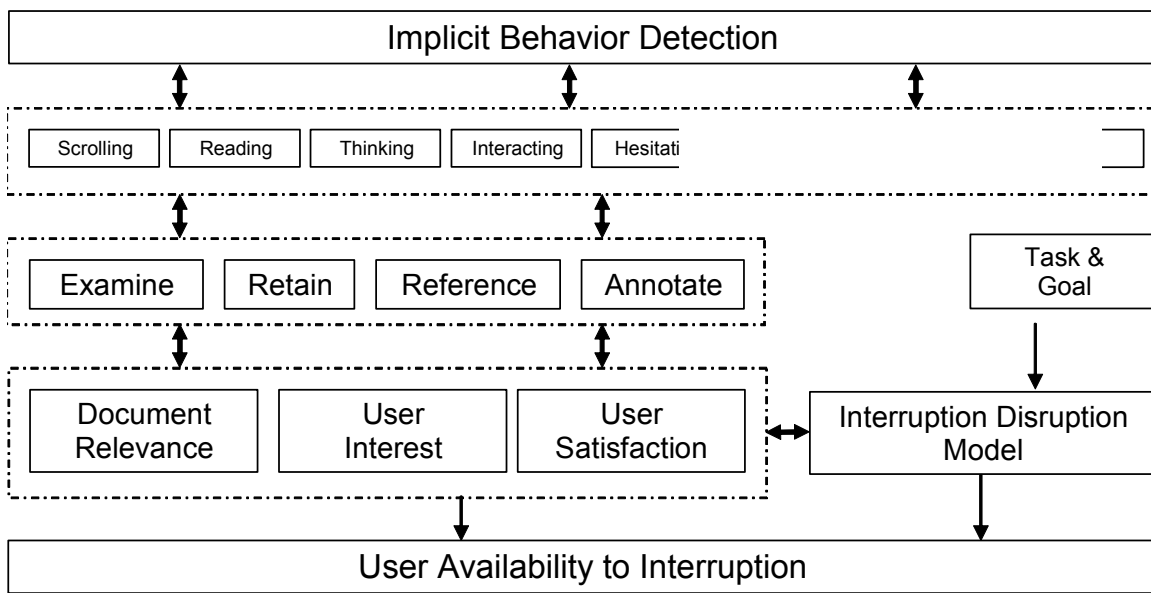 Implicit Behavior Detection
Scrolling
Reading
Thinking
Interacting
Hesitati
Examine
Retain
Reference
Annotate
Task &
Goal
Document
Relevance
User
Interest
User
Satisfaction
Interruption Disruption
Model
User Availability to Interruption